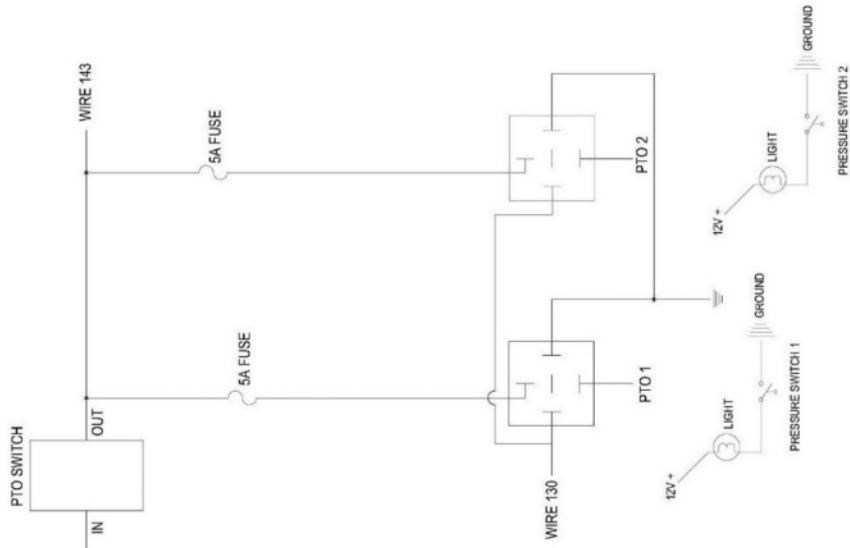 PTO SWITCH
IN
OUT
WIRE 143
5A FUSE
5A FUSE
WIRE 130
PTO 1
PTO 2
12V +
LIGHT
GROUND
PRESSURE SWITCH 1
12V +
LIGHT
GROUND
PRESSURE SWITCH 2